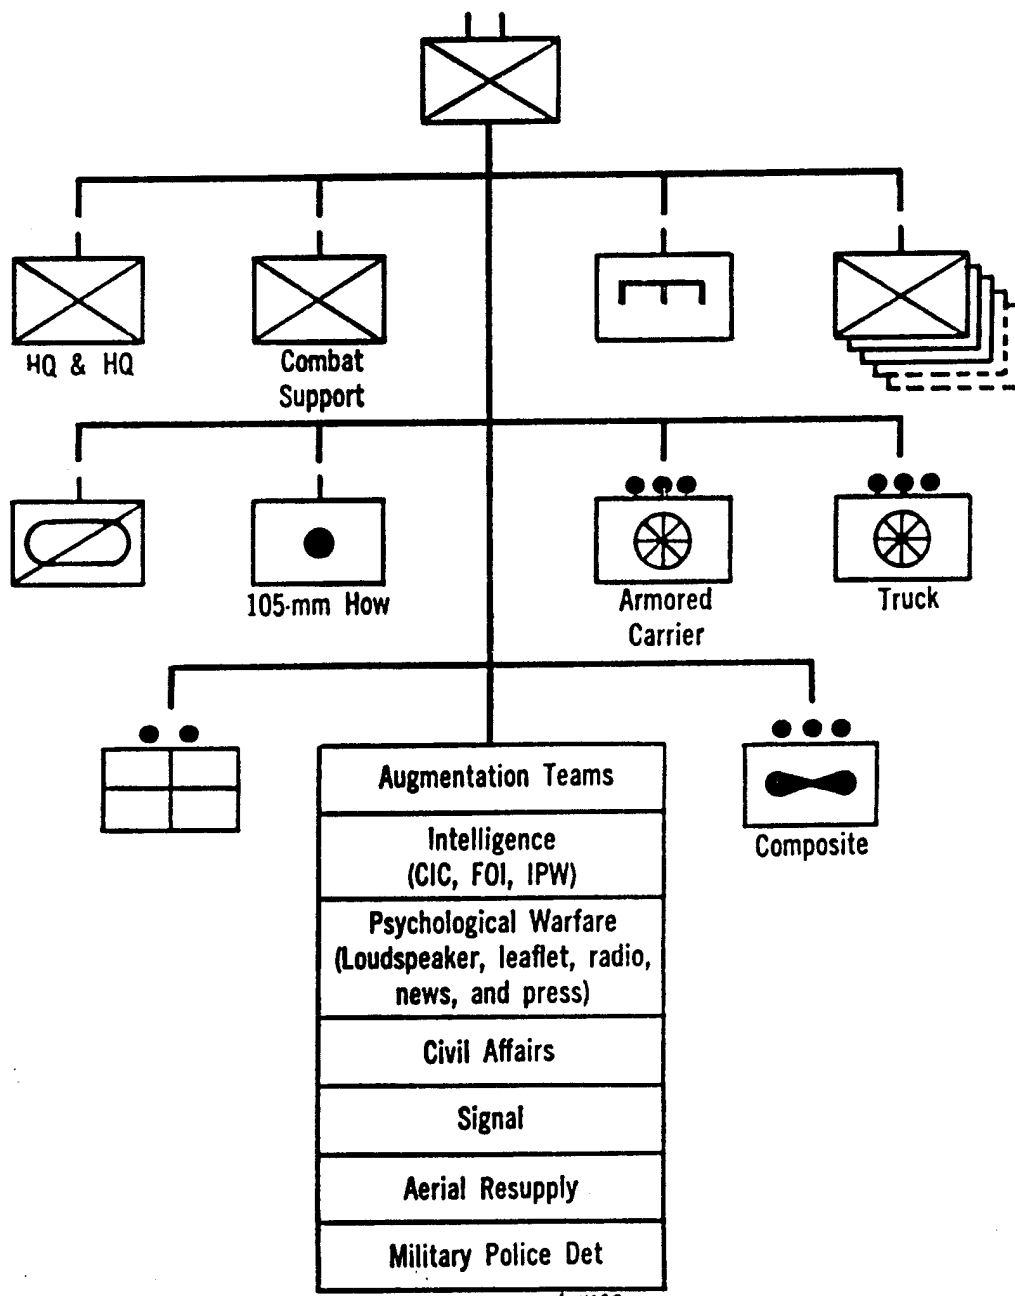 HQ & HQ
Combat
Support
105-mm How
Armored
Carrier
Truck
Composite
Augmentation Teams
Intelligence
(CIC, FOI, IPW)
Psychological Warfare
(Loudspeaker, leaflet, radio,
news, and press)
Civil Affairs
Signal
Aerial Resupply
Military Police Det